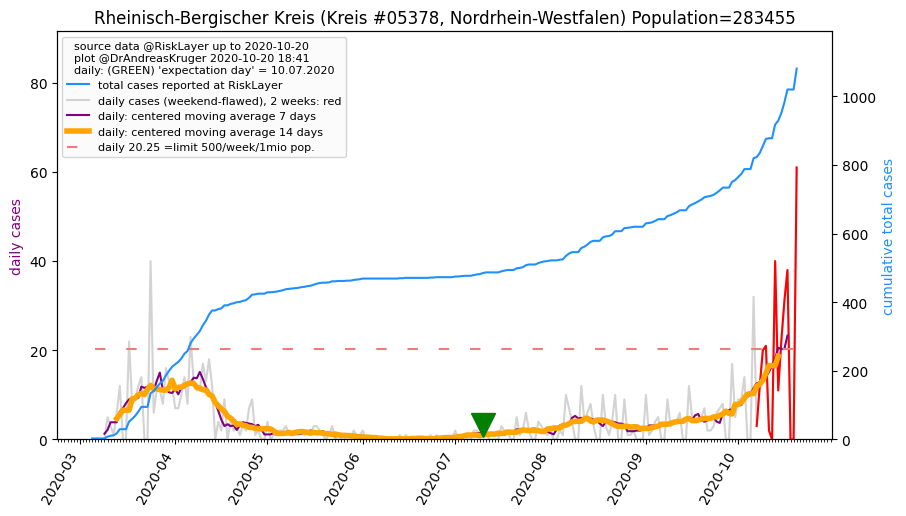 Rheinisch-Bergischer Kreis (Kreis #05378, Nordrhein-Westfalen) Population=283455
source data @RiskLayer up to 2020-10-20
plot @DrAndreasKruger 2020-10-20 18:41
daily: (GREEN) 'expectation day' = 10.07.2020
total cases reported at RiskLayer
daily cases (weekend-flawed), 2 weeks: red
daily: centered moving average 7 days
daily: centered moving average 14 days
daily 20.25 =limit 500/week/1mio pop.
daily cases
80
60
40
20
0
cumulative total cases
1000
800
600
400
200
0
2020-03
2020-04
2020-05
2020-06
2020-07
2020-08
2020-09
2020-10